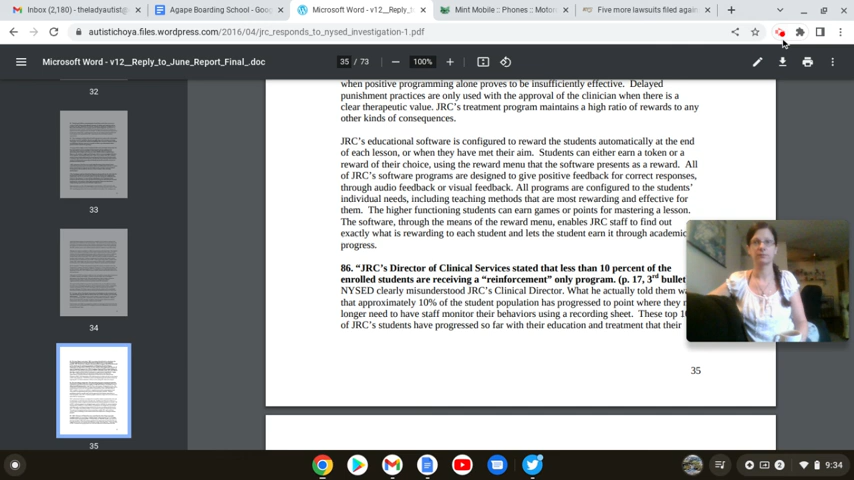 Inbox (2,180) - theladyautist@
Agape Boarding School - Goo
Microsoft Word - v12__Reply_to
Mint Mobile :: Phones :: Motor
Five more lawsuits filed again
autistichoya.files.wordpress.com/2016/04/jrc_responds_to_nysed_investigation-1.pdf
Microsoft Word - v12__Reply_to_June_Report_Final_.doc
35 / 73
100%
32
33
34
35
when positive programming alone proves to be insufficiently effective. Delayed
punishment practices are only used with the approval of the clinician when there is a
clear therapeutic value. JRC's treatment program maintains a high ratio of rewards to any
other kinds of consequences.
JRC's educational software is configured to reward the students automatically at the end
of each lesson, or when they have met their aim. Students can either earn a token or a
reward of their choice, using the reward menu that the software presents as a reward. All
of JRC's software programs are designed to give positive feedback for correct responses,
through audio feedback or visual feedback. All programs are configured to the students'
individual needs, including teaching methods that are most rewarding and effective for
them. The higher functioning students can earn games or points for mastering a lesson.
The software, through the means of the reward menu, enables JRC staff to find out
exactly what is rewarding to each student and lets the student earn it through academic
progress.
86. “JRC's Director of Clinical Services stated that less than 10 percent of the
enrolled students are receiving a “reinforcement” only program. (p. 17, 3rd bullet
NYSED clearly misunderstood JRC's Clinical Director. What he actually told them
that approximately 10% of the student population has progressed to point where they
longer need to have staff monitor their behaviors using a recording sheet. These top
of JRC's students have progressed so far with their education and treatment that their
35
2
9:34